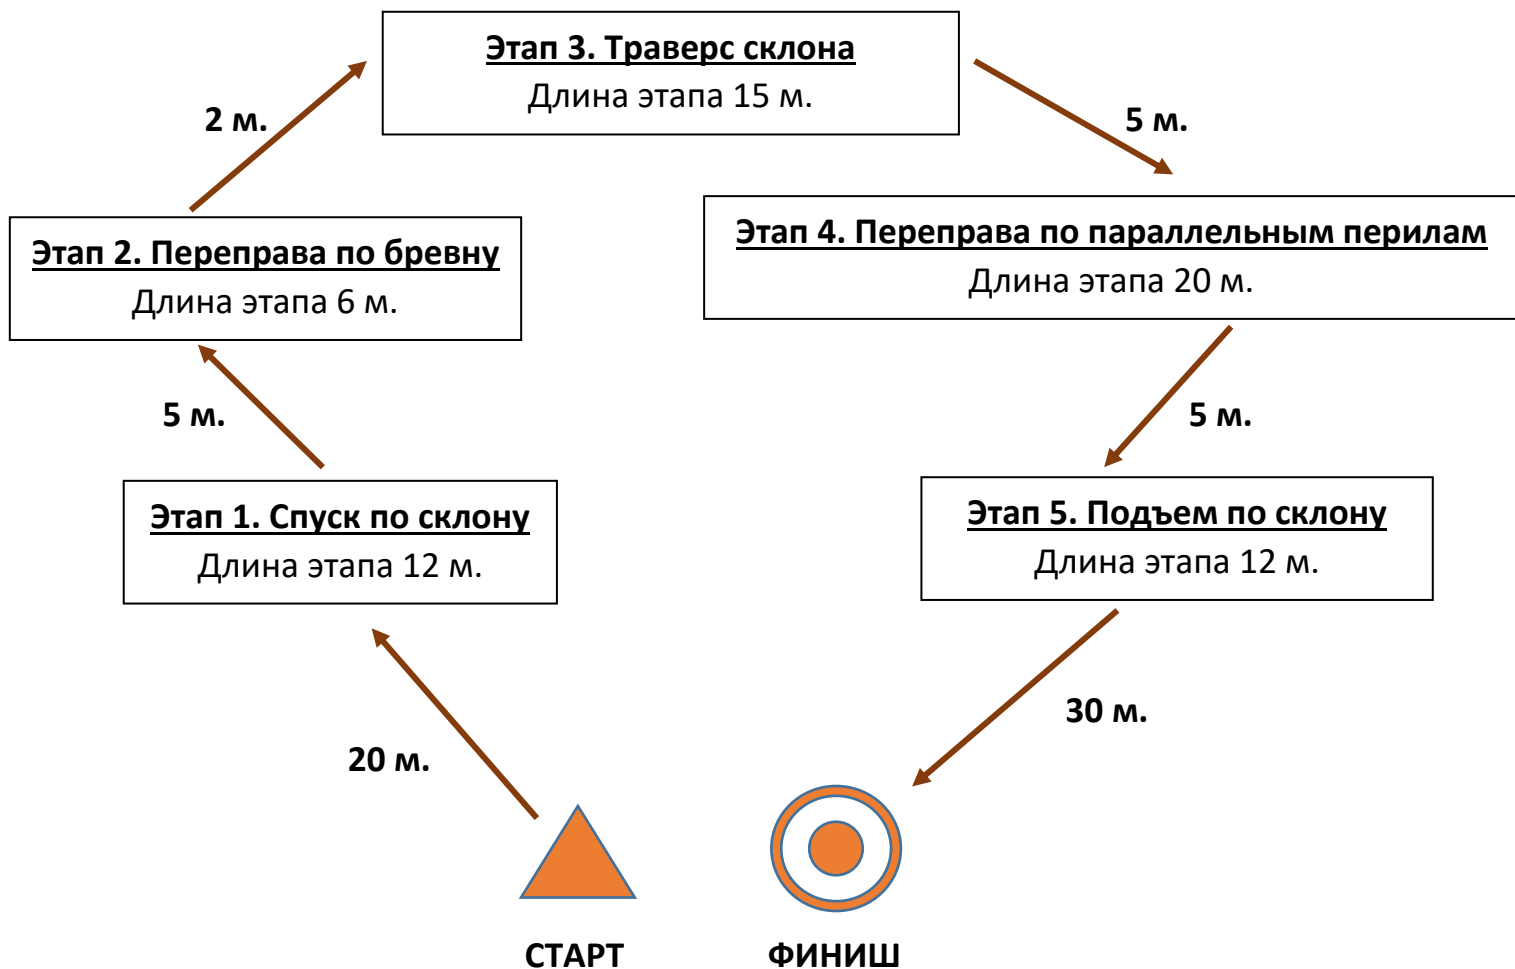 Этап 3. Траверс склона
Длина этапа 15 м.
2 м.
5 м.
Этап 2. Переправа по бревну
Длина этапа 6 м.
Этап 4. Переправа по параллельным перилам
Длина этапа 20 м.
5 м.
5 м.
Этап 1. Спуск по склону
Длина этапа 12 м.
Этап 5. Подъем по склону
Длина этапа 12 м.
20 м.
30 м.
СТАРТ
ФИНИШ